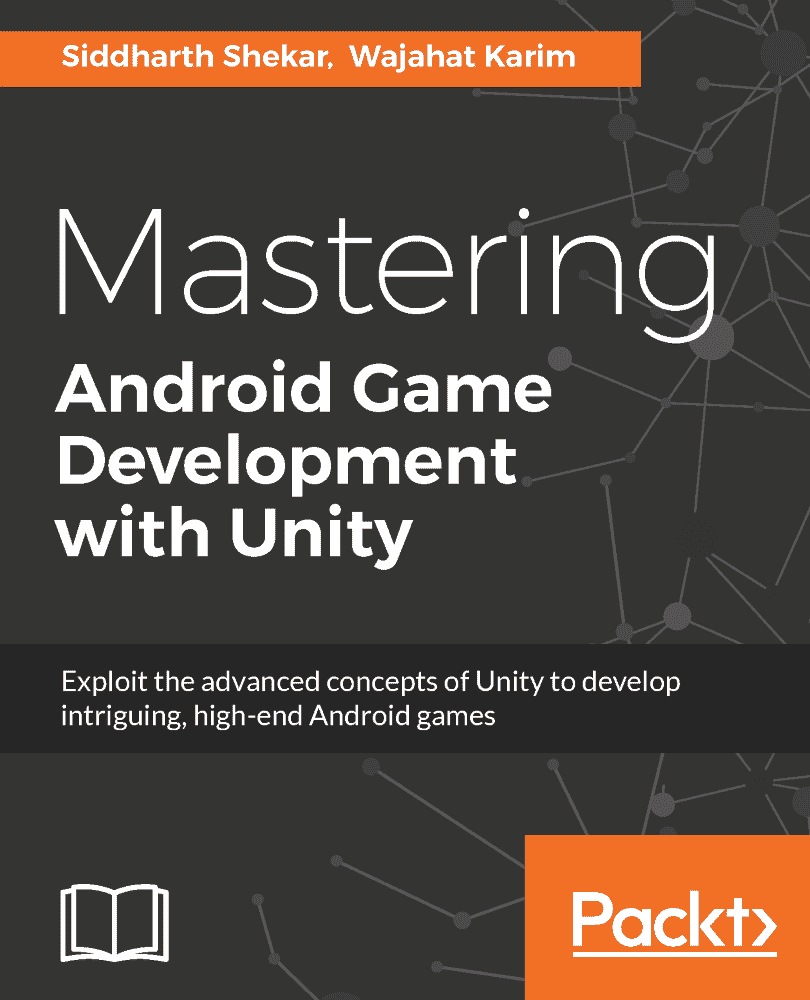 Siddharth Shekar, Wajahat Karim
Mastering
Android Game
Development
with Unity
Exploit the advanced concepts of Unity to develop
intriguing, high-end Android games
Packt